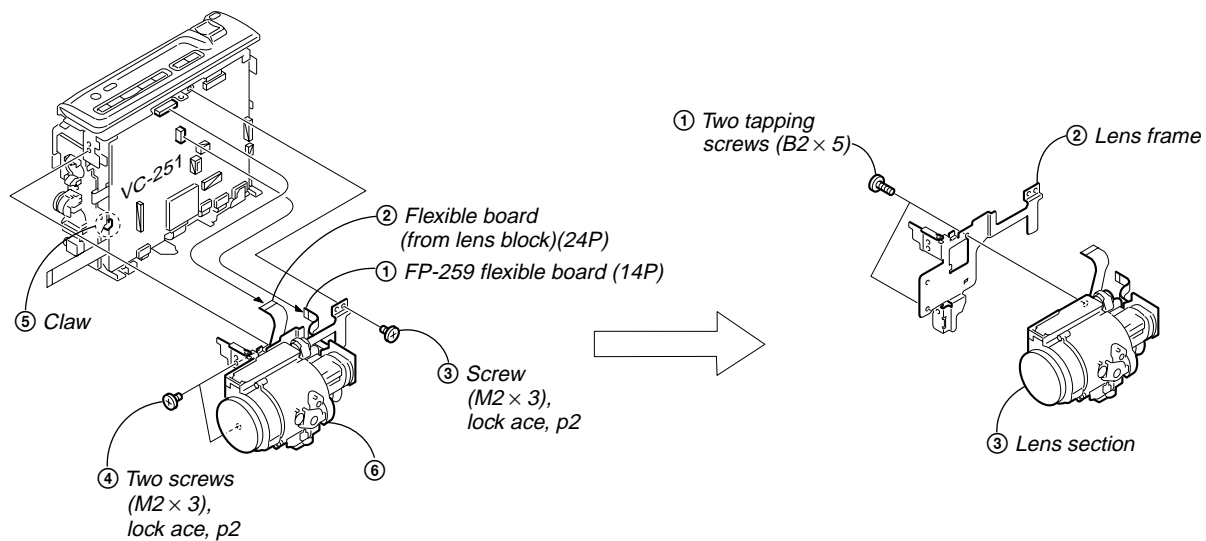 VC-251
② Flexible board
(from lens block)(24P)
① FP-259 flexible board (14P)
⑤ Claw
③ Screw
(M2 × 3),
lock ace, p2
④ Two screws
(M2 × 3),
lock ace, p2
⑥
① Two tapping
screws (B2 × 5)
② Lens frame
③ Lens section